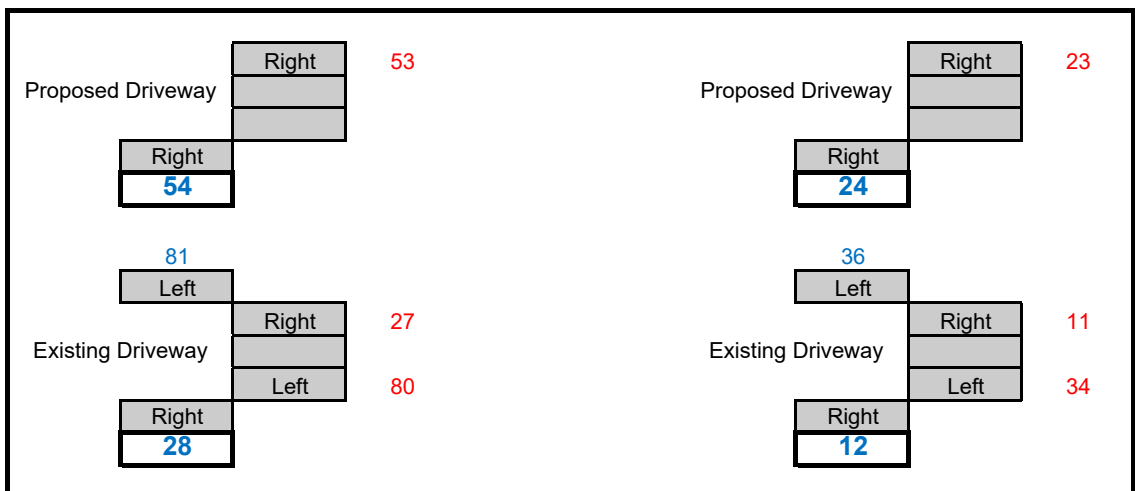 Right 53
Proposed Driveway
Right
54
81
Left
Right 27
Existing Driveway
Left 80
Right
28
Right 23
Proposed Driveway
Right
24
36
Left
Right 11
Existing Driveway
Left 34
Right
12